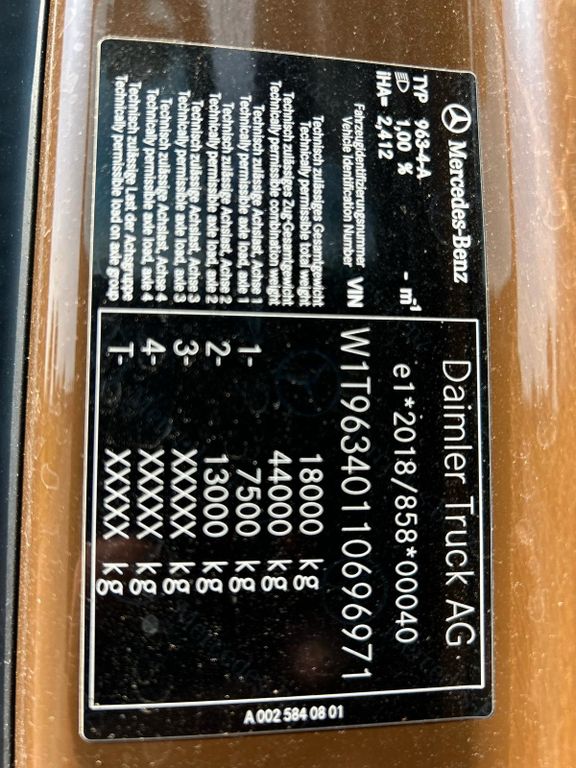 Mercedes-Benz
Daimler Truck AG
TYP 963-4-A
e1*2018/858*00040
1,00 % - m-1
iHA= 2,412
Fahrzeugidentifizierungsnummer
Vehicle Identification Number VIN W1T96340110696971
Technisch zulässiges Gesamtgewicht
Technically permissible total weight 18000 kg
Technisch zulässiges Zug-Gesamtgewicht
Technically permissible combination weight 44000 kg
Technisch zulässige Achslast, Achse 1
Technically permissible axle load, axle 1 1- 7500 kg
Technisch zulässige Achslast, Achse 2
Technically permissible axle load, axle 2 2- 13000 kg
Technisch zulässige Achslast, Achse 3
Technically permissible axle load, axle 3 3- XXXXX kg
Technisch zulässige Achslast, Achse 4
Technically permissible axle load, axle 4 4- XXXXX kg
Technisch zulässige Last der Achsgruppe
Technically permissible load on axle group T- XXXXX kg
A 002 584 08 01